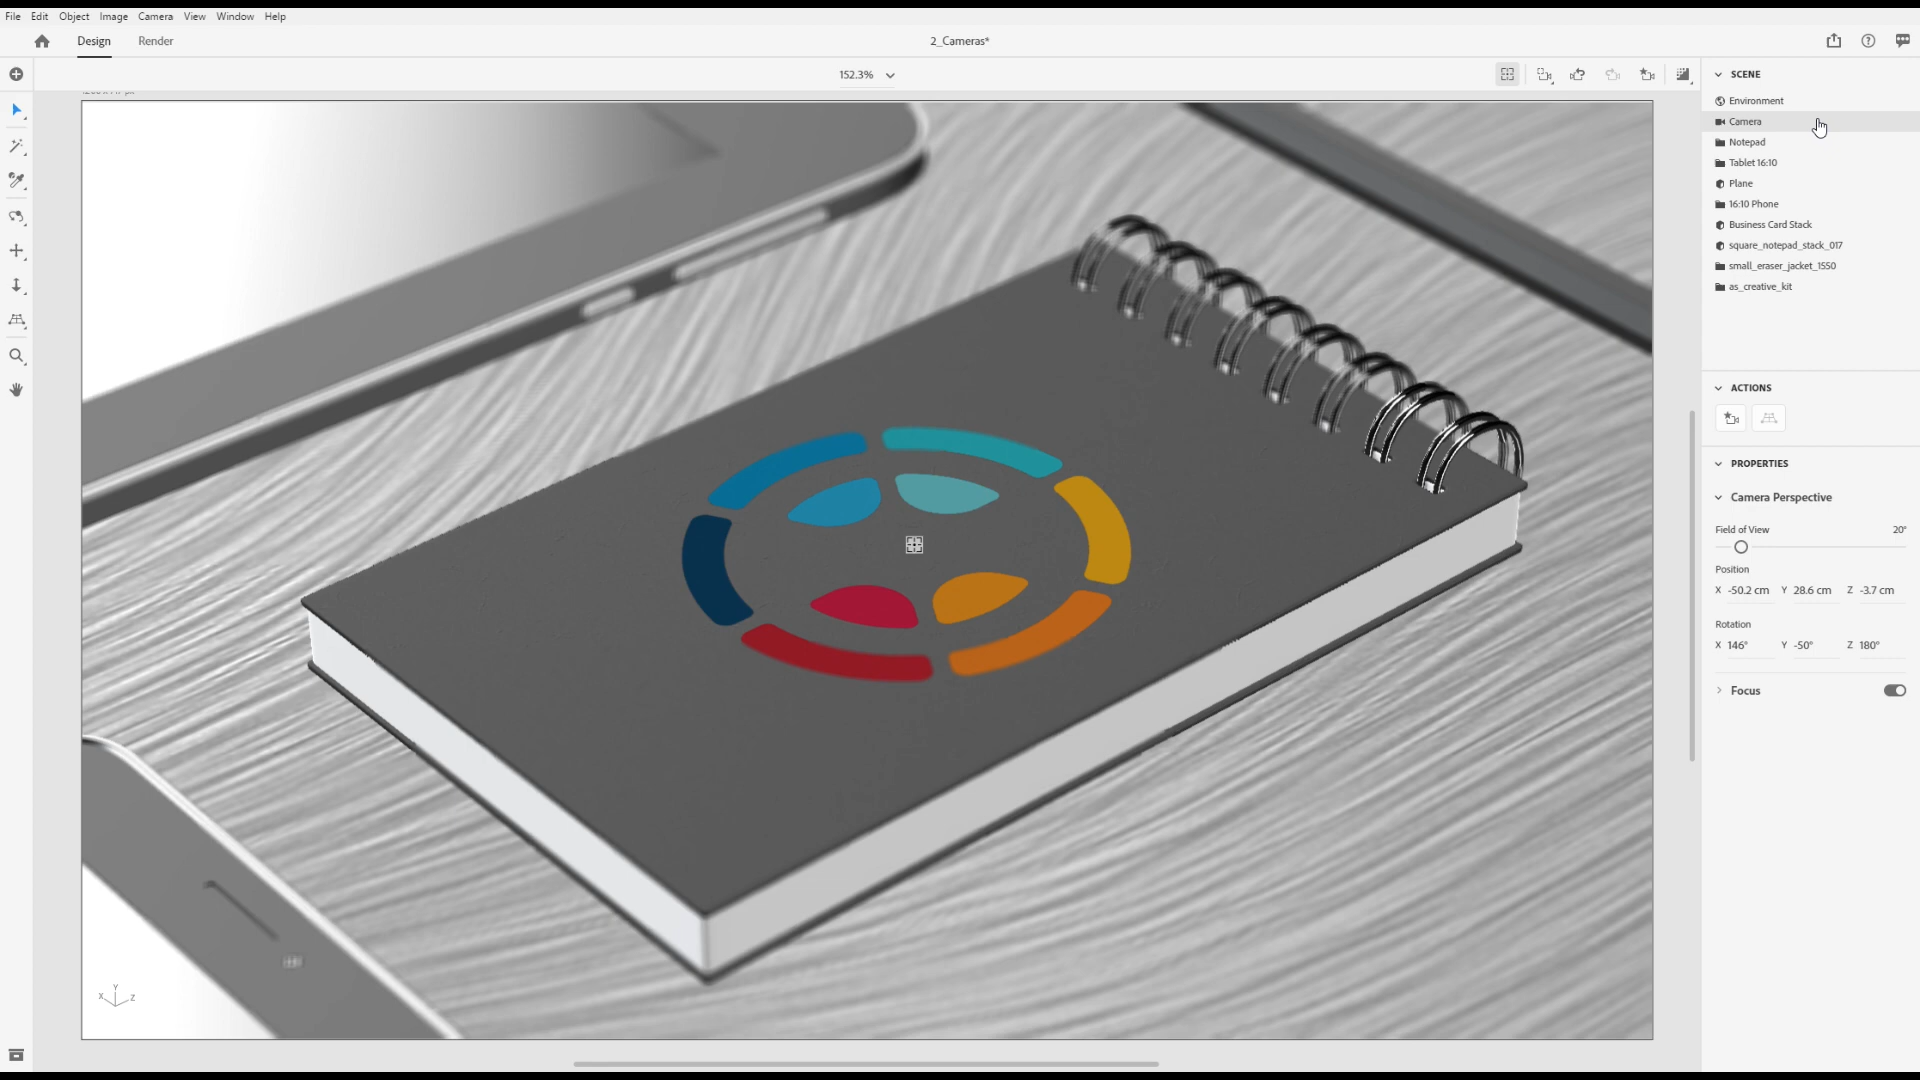 File Edit Object Image Camera View Window Help
Design Render 2_Cameras*
152.3%
SCENE
Environment
Camera
Notepad
Tablet 16:10
Plane
16:10 Phone
Business Card Stack
square_notepad_stack_017
small_eraser_jacket_1550
as_creative_kit
ACTIONS
PROPERTIES
Camera Perspective
Field of View 20°
Position
X -50.2 cm Y 28.6 cm Z -3.7 cm
Rotation
X 146° Y -50° Z 180°
Focus
Y
X Z